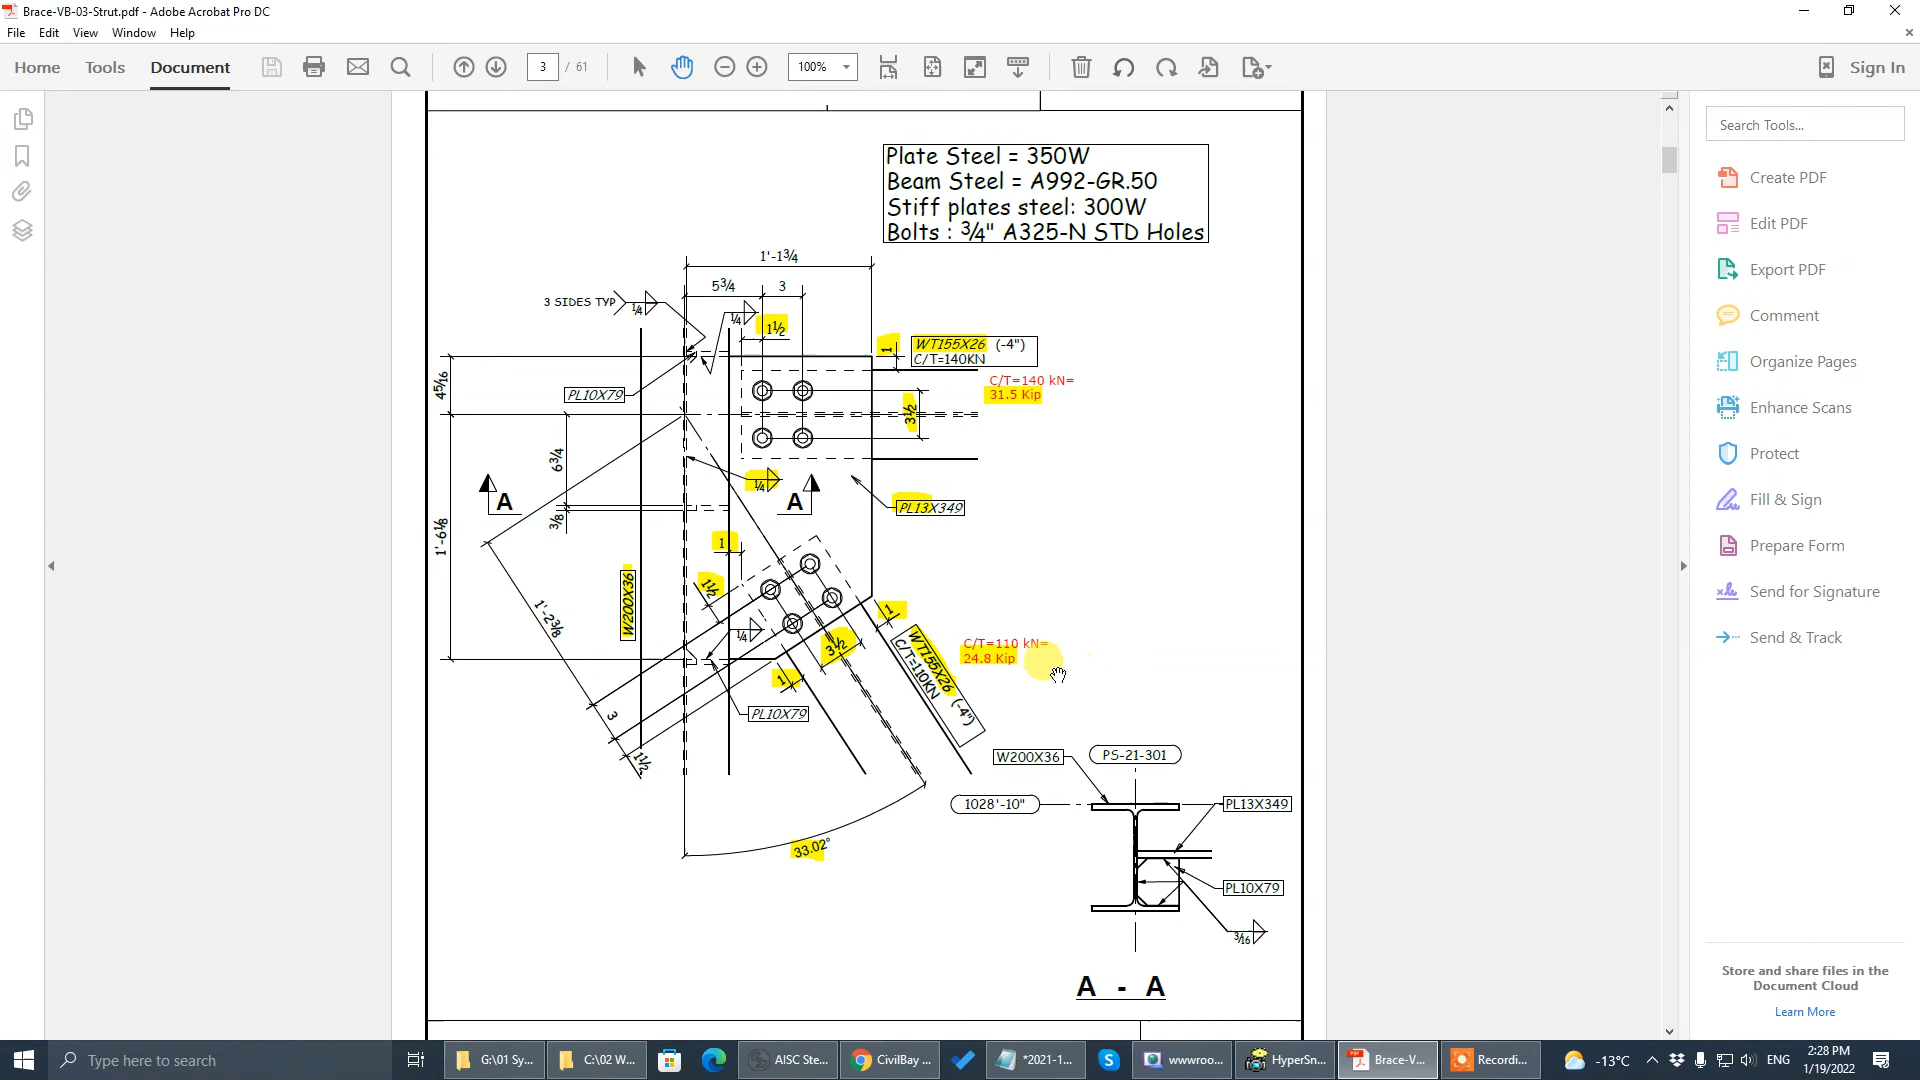 Brace-VB-03-Strut.pdf - Adobe Acrobat Pro DC
File Edit View Window Help
Home Tools Document 3 / 61 100% Sign In
Plate Steel = 350W
Beam Steel = A992-GR.50
Stiff plates steel: 300W
Bolts : ¾" A325-N STD Holes
1'-1¾
5¾ 3
3 SIDES TYP ¼
¼ 1½
1
WT155X26 (-4")
C/T=140KN
C/T=140 kN=
31.5 Kip
4 5/16
PL10X79
3½
6¾
¼
A A
PL13X349
3/8
1'-6⅛
1
1½
W200X36
1'-2⅜
1
¼
3½
WT155X26 (-4")
C/T=110KN
C/T=110 kN=
24.8 Kip
1
3
PL10X79
1½
W200X36 PS-21-301
1028'-10" PL13X349
33.02°
PL10X79
3/16
A - A
Search Tools...
Create PDF
Edit PDF
Export PDF
Comment
Organize Pages
Enhance Scans
Protect
Fill & Sign
Prepare Form
Send for Signature
Send & Track
Store and share files in the
Document Cloud
Learn More
Type here to search
G:\01 Sy... C:\02 W... AISC Ste... CivilBay ... *2021-1... wwwroo... HyperSn... Brace-V... Recordi... -13°C ENG 2:28 PM
1/19/2022